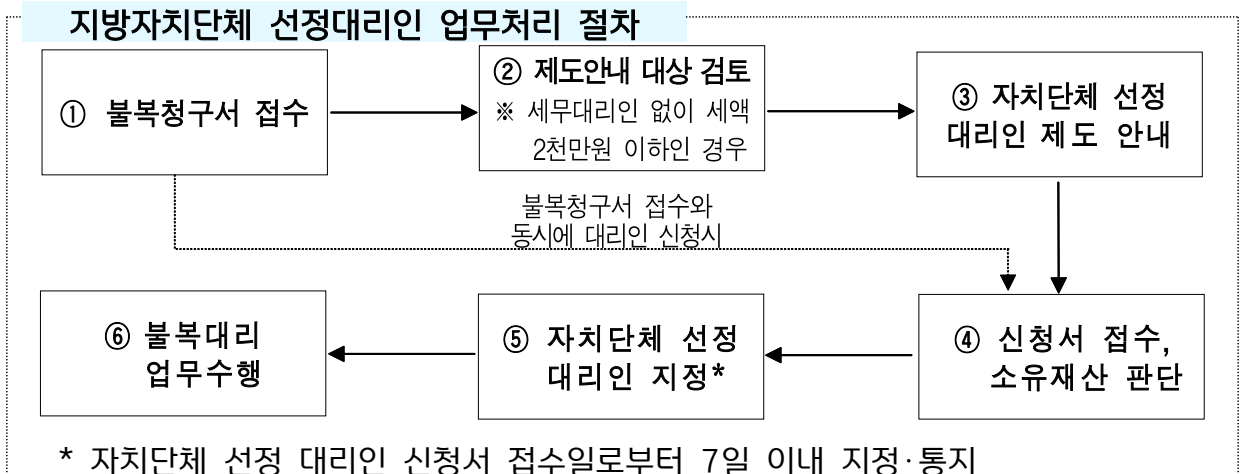 지방자치단체 선정대리인 업무처리 절차
① 불복청구서 접수
② 제도안내 대상 검토
※ 세무대리인 없이 세액
2천만원 이하인 경우
③ 자치단체 선정
대리인 제도 안내
불복청구서 접수와
동시에 대리인 신청시
④ 신청서 접수,
소유재산 판단
⑤ 자치단체 선정
대리인 지정*
⑥ 불복대리
업무수행
* 자치단체 선정 대리인 신청서 접수일로부터 7일 이내 지정·통지